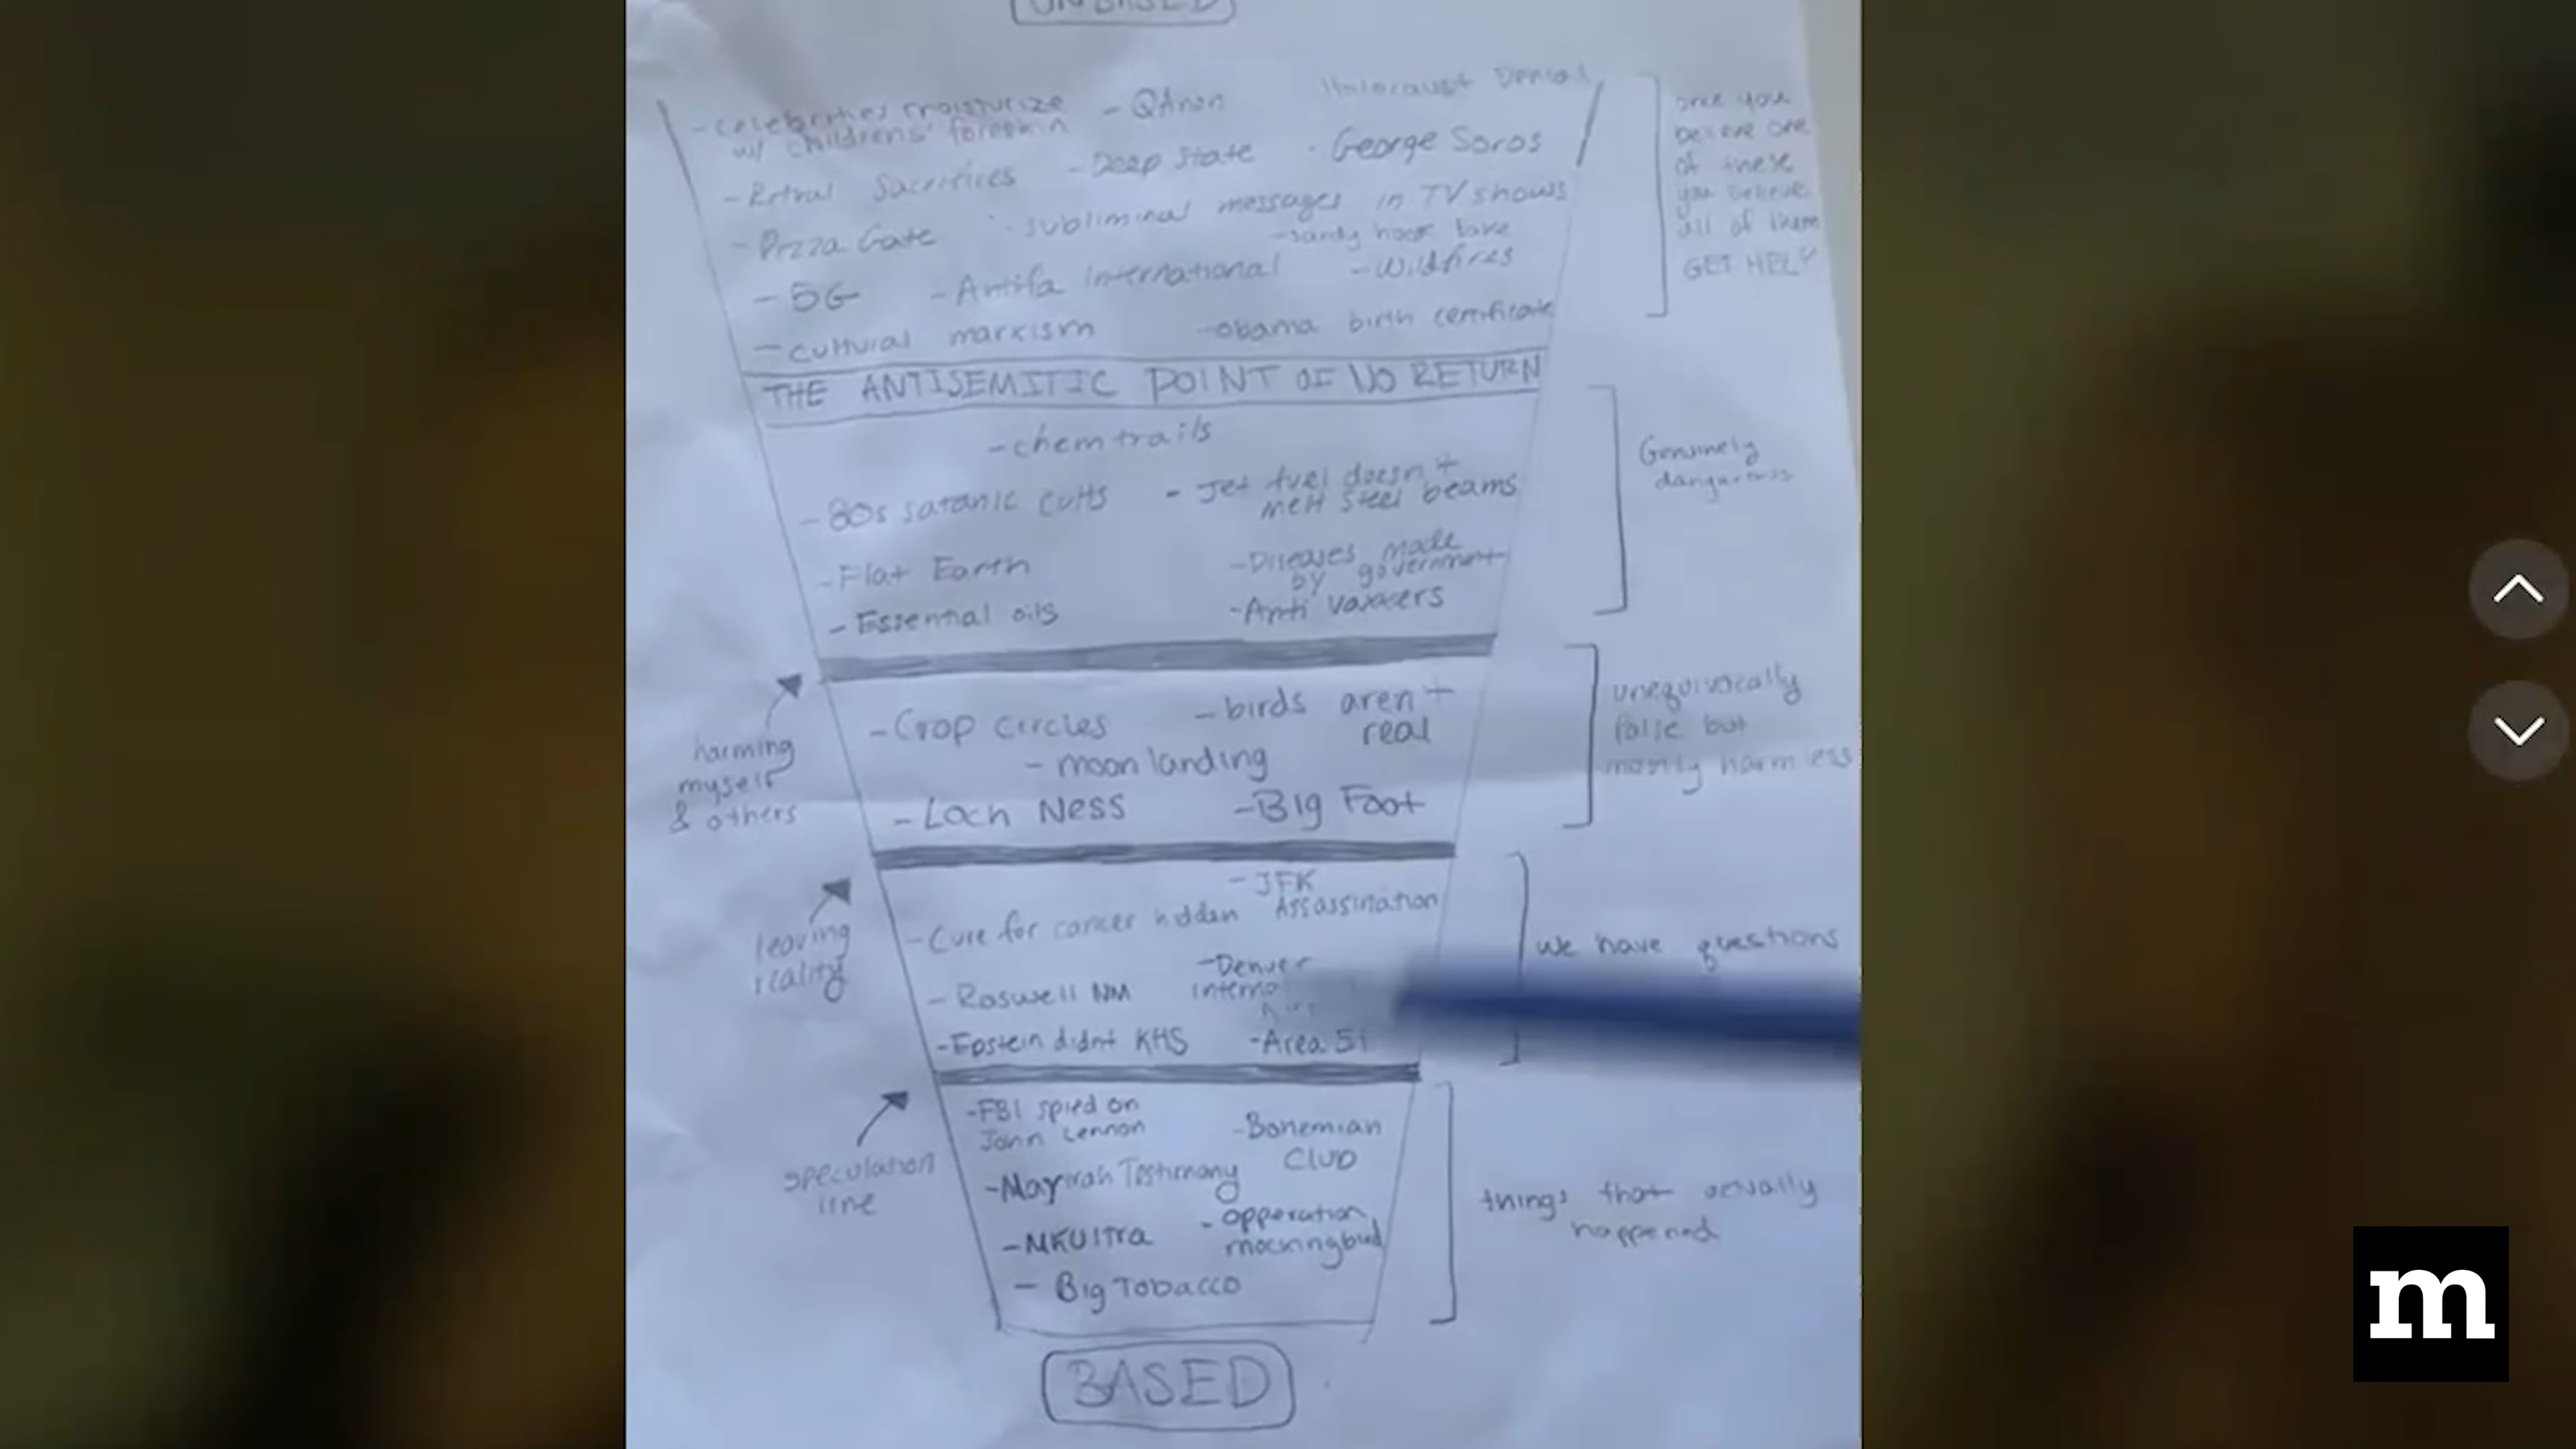 UNBASED
- celebrities moisturize
w/ childrens' foreskin
- QAnon
Holocaust Denial
- Ritual Sacrifices
- Deep State
- George Soros
- Pizza Gate
- subliminal messages in TV shows
- sandy hook fake
- 5G
- Antifa International
- Wildfires
- cultural marxism
- obama birth certificate
once you
believe one
of these
you believe
all of them
GET HELP
THE ANTISEMITIC POINT OF NO RETURN
- chemtrails
- 80s satanic cults
- Jet fuel doesn't
melt steel beams
- Flat Earth
- Diseases made
by government
- Essential oils
- Anti vaxxers
Genuinely
dangerous
harming
myself
& others
- Crop circles
- birds aren't
real
- moon landing
- Loch Ness
- Big Foot
unequivocally
false but
mostly harmless
leaving
reality
- JFK
Assassination
- Cure for cancer hidden
- Denver
- Roswell NM
- Epstein didn't KHS
- Area 51
we have questions
speculation
line
- FBI spied on
John Lennon
- Bohemian
Club
- Nayirah Testimony
- MKUltra
- opperation
mockingbird
- Big Tobacco
things that actually
happened
BASED
m